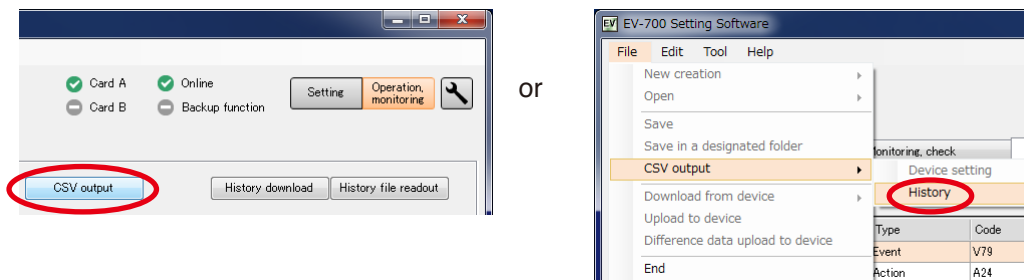 Card A
Online
Setting
Operation,
monitoring
Card B
Backup function
CSV output
History download
History file readout
or
EV EV-700 Setting Software
File Edit Tool Help
New creation
Open
Save
Save in a designated folder
CSV output
Download from device
Upload to device
Difference data upload to device
End
Monitoring, check
Device setting
History
Type Code
Event V79
Action A24